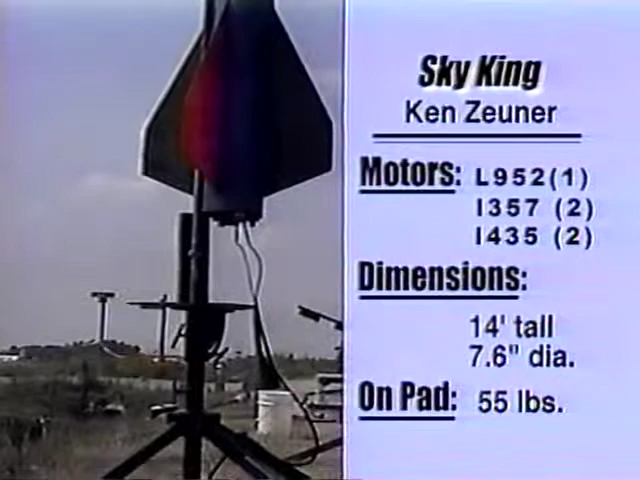 Sky King
Ken Zeuner
Motors: L952(1)
I357 (2)
I435 (2)
Dimensions:
14' tall
7.6" dia.
On Pad: 55 lbs.